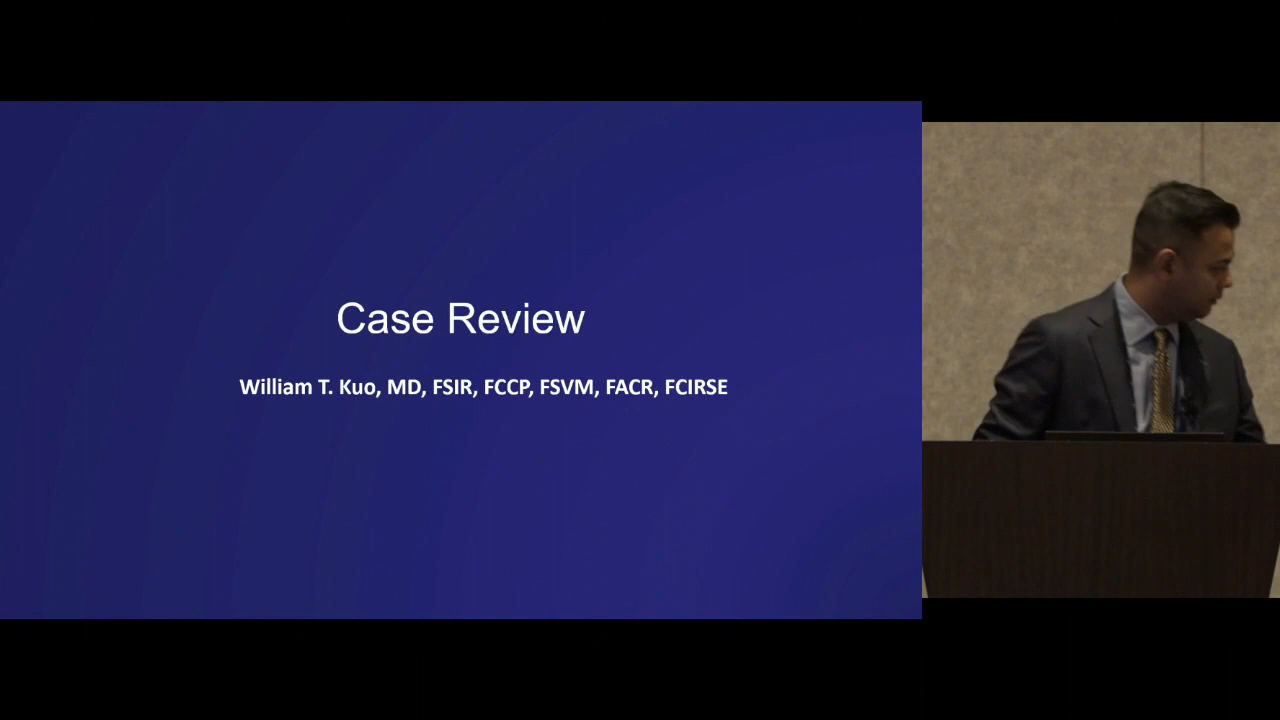 Case Review
William T. Kuo, MD, FSIR, FCCP, FSVM, FACR, FCIRSE